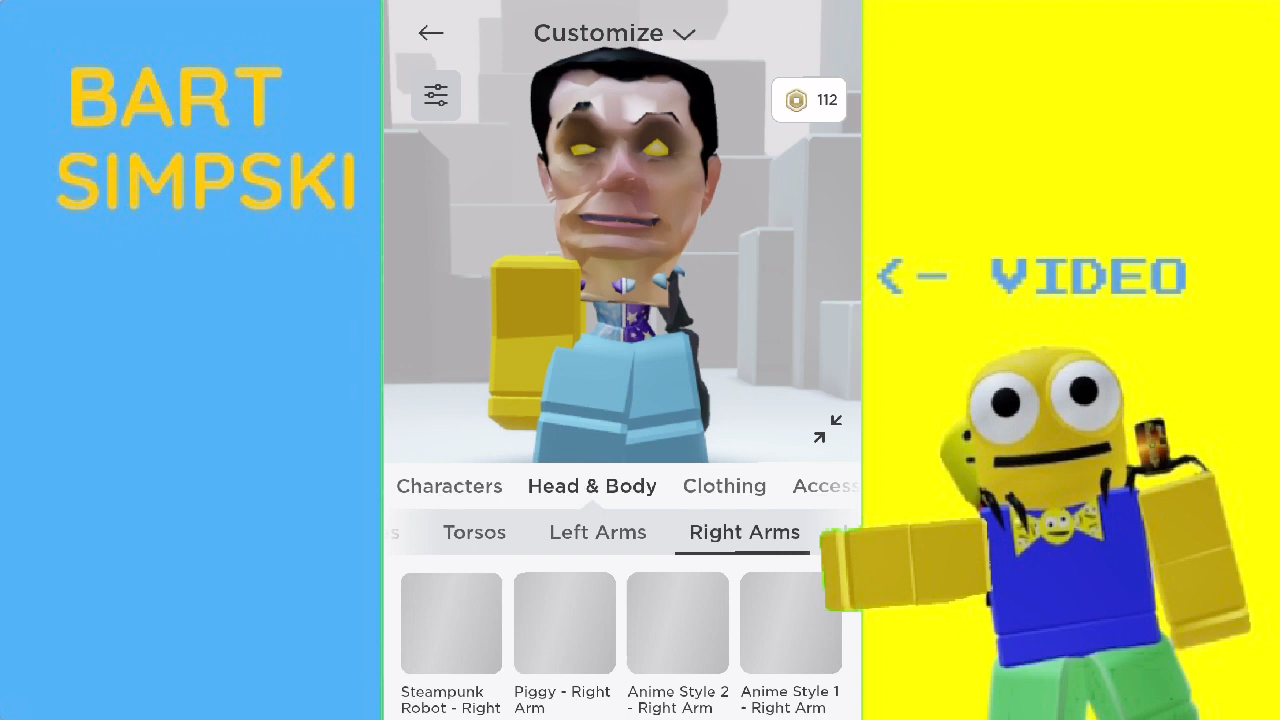 BART
SIMPSKI
Customize
112
<- VIDEO
Characters Head & Body Clothing Access
Torsos Left Arms Right Arms
Steampunk
Robot - Right
Piggy - Right
Arm
Anime Style 2
- Right Arm
Anime Style 1
- Right Arm